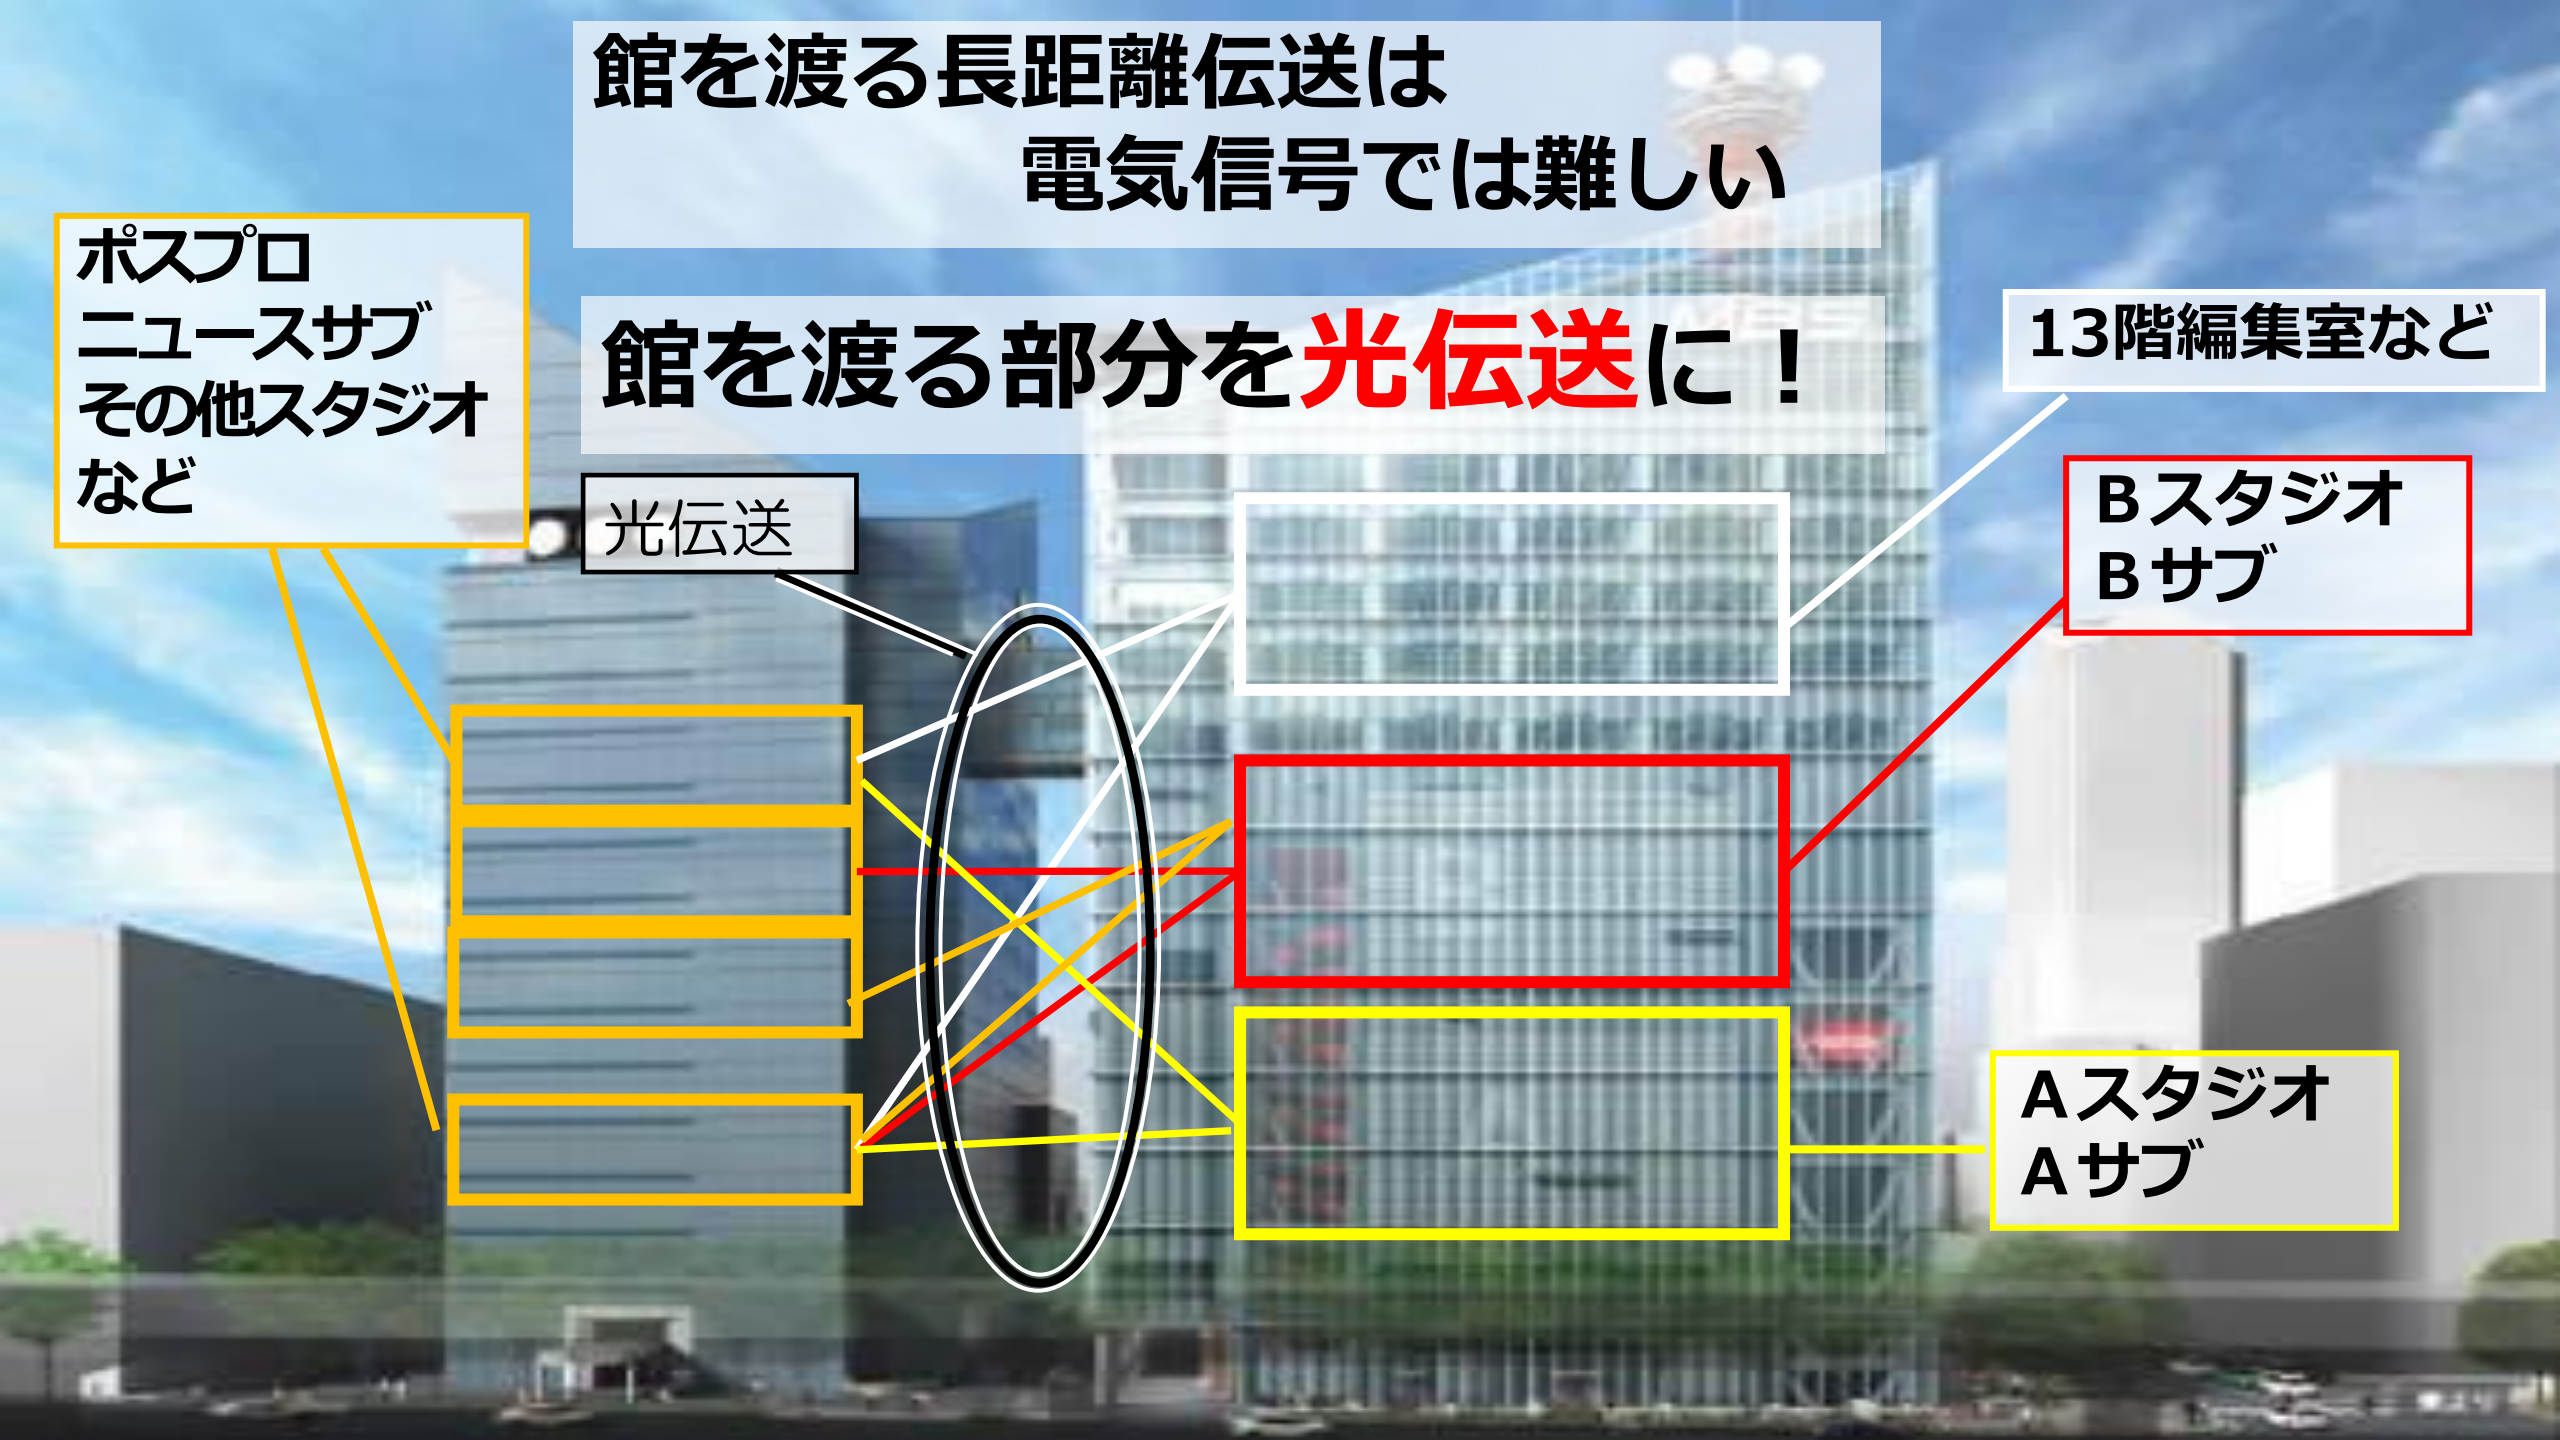 館を渡る長距離伝送は
電気信号では難しい
ポスプロ
ニュースサブ
その他スタジオ
など
館を渡る部分を光伝送に！
13階編集室など
光伝送
Ｂスタジオ
Ｂサブ
Ａスタジオ
Ａサブ